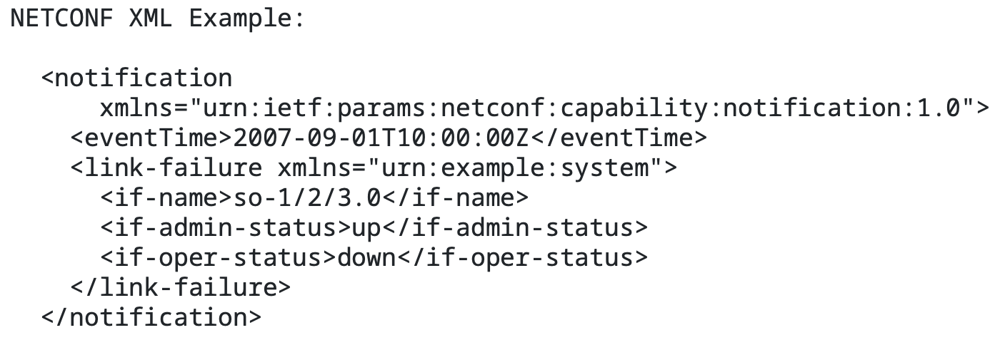 NETCONF XML Example:
<notification
xmlns="urn:ietf:params:netconf:capability:notification:1.0">
<eventTime>2007-09-01T10:00:00Z</eventTime>
<link-failure xmlns="urn:example:system">
<if-name>so-1/2/3.0</if-name>
<if-admin-status>up</if-admin-status>
<if-oper-status>down</if-oper-status>
</link-failure>
</notification>